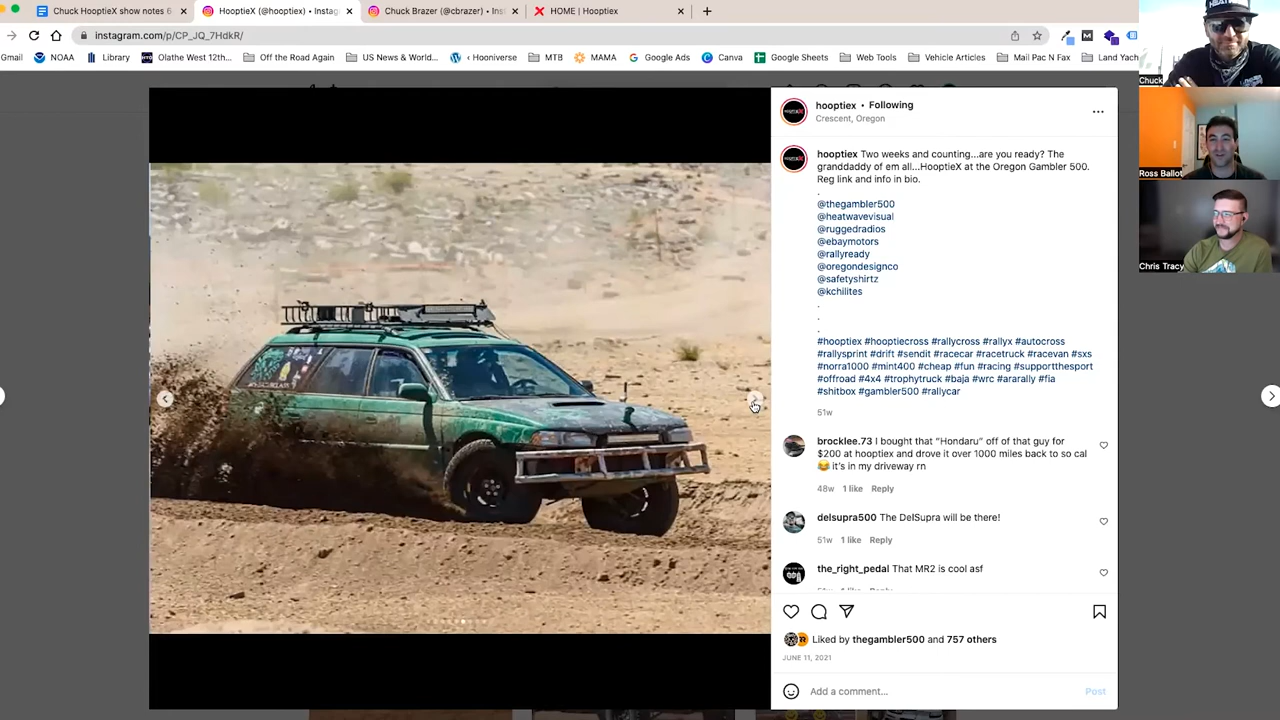 Chuck HooptieX show notes 6
HooptieX (@hooptiex) • Instag
Chuck Brazer (@cbrazer) • Ins
HOME | Hooptiex
instagram.com/p/CP_JQ_7HdkR/
Gmail
NOAA
Library
Olathe West 12th...
Off the Road Again
US News & World...
‹ Hooniverse
MTB
MAMA
Google Ads
Canva
Google Sheets
Web Tools
Vehicle Articles
Mail Pac N Fax
Land Yach
Chuck
Ross Ballot
Chris Tracy
hooptiex • Following
Crescent, Oregon
hooptiex Two weeks and counting...are you ready? The
granddaddy of em all...HooptieX at the Oregon Gambler 500.
Reg link and info in bio.
.
@thegambler500
@heatwavevisual
@ruggedradios
@ebaymotors
@rallyready
@oregondesignco
@safetyshirtz
@kchilites
.
.
.
#hooptiex #hooptiecross #rallycross #rallyx #autocross
#rallysprint #drift #sendit #racecar #racetruck #racevan #sxs
#norra1000 #mint400 #cheap #fun #racing #supportthesport
#offroad #4x4 #trophytruck #baja #wrc #ararally #fia
#shitbox #gambler500 #rallycar
51w
brocklee.73 I bought that “Hondaru” off of that guy for
$200 at hooptiex and drove it over 1000 miles back to so cal
😂 it’s in my driveway rn
48w 1 like Reply
delsupra500 The DelSupra will be there!
51w 1 like Reply
the_right_pedal That MR2 is cool asf
Liked by thegambler500 and 757 others
JUNE 11, 2021
Add a comment...
Post